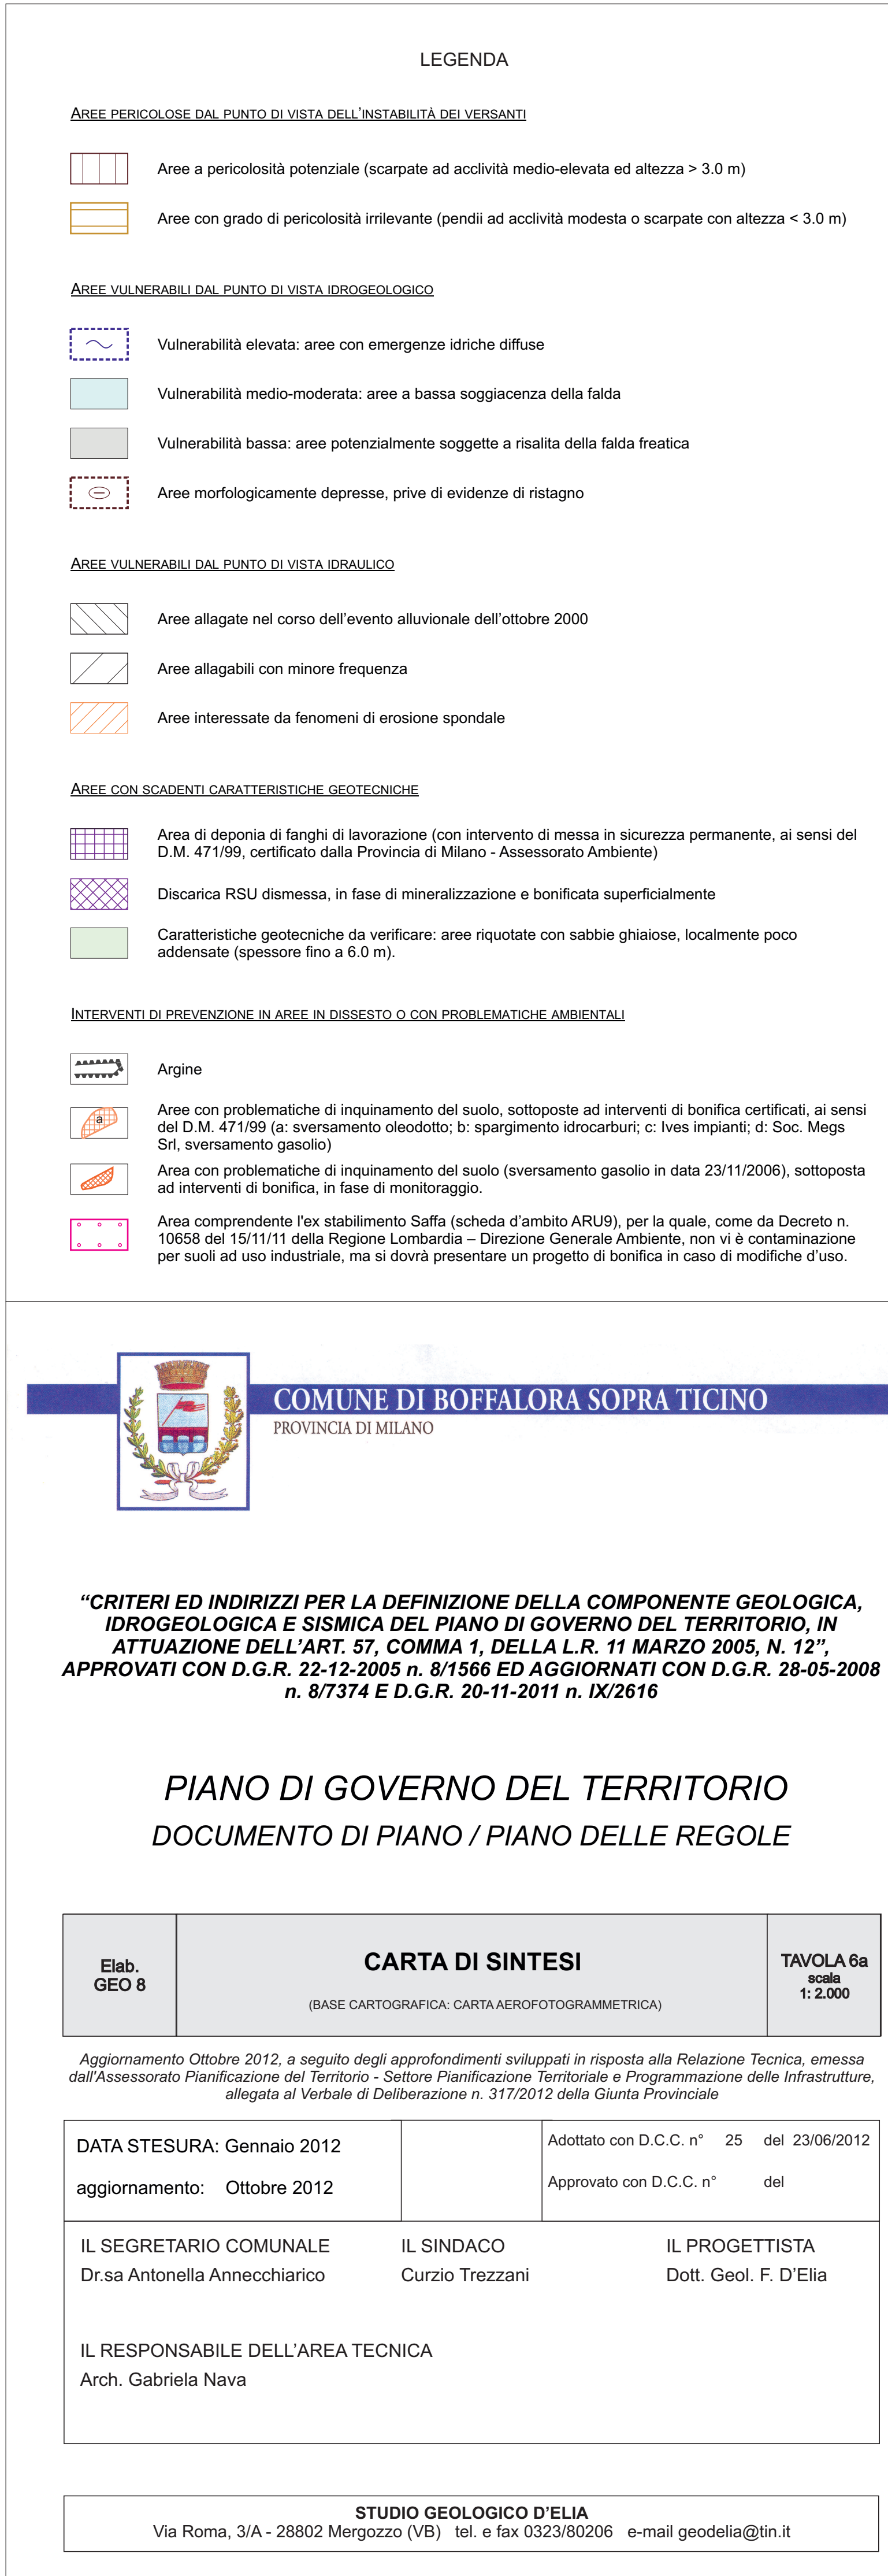 LEGENDA
AREE PERICOLOSE DAL PUNTO DI VISTA DELL'INSTABILITÀ DEI VERSANTI
Aree a pericolosità potenziale (scarpate ad acclività medio-elevata ed altezza > 3.0 m)
Aree con grado di pericolosità irrilevante (pendii ad acclività modesta o scarpate con altezza < 3.0 m)
AREE VULNERABILI DAL PUNTO DI VISTA IDROGEOLOGICO
Vulnerabilità elevata: aree con emergenze idriche diffuse
Vulnerabilità medio-moderata: aree a bassa soggiacenza della falda
Vulnerabilità bassa: aree potenzialmente soggette a risalita della falda freatica
Aree morfologicamente depresse, prive di evidenze di ristagno
AREE VULNERABILI DAL PUNTO DI VISTA IDRAULICO
Aree allagate nel corso dell'evento alluvionale dell'ottobre 2000
Aree allagabili con minore frequenza
Aree interessate da fenomeni di erosione spondale
AREE CON SCADENTI CARATTERISTICHE GEOTECNICHE
Area di deponia di fanghi di lavorazione (con intervento di messa in sicurezza permanente, ai sensi del
D.M. 471/99, certificato dalla Provincia di Milano - Assessorato Ambiente)
Discarica RSU dismessa, in fase di mineralizzazione e bonificata superficialmente
Caratteristiche geotecniche da verificare: aree riquotate con sabbie ghiaiose, localmente poco
addensate (spessore fino a 6.0 m).
INTERVENTI DI PREVENZIONE IN AREE IN DISSESTO O CON PROBLEMATICHE AMBIENTALI
Argine
a
Aree con problematiche di inquinamento del suolo, sottoposte ad interventi di bonifica certificati, ai sensi
del D.M. 471/99 (a: sversamento oleodotto; b: spargimento idrocarburi; c: Ives impianti; d: Soc. Megs
Srl, sversamento gasolio)
Area con problematiche di inquinamento del suolo (sversamento gasolio in data 23/11/2006), sottoposta
ad interventi di bonifica, in fase di monitoraggio.
Area comprendente l'ex stabilimento Saffa (scheda d'ambito ARU9), per la quale, come da Decreto n.
10658 del 15/11/11 della Regione Lombardia – Direzione Generale Ambiente, non vi è contaminazione
per suoli ad uso industriale, ma si dovrà presentare un progetto di bonifica in caso di modifiche d'uso.
COMUNE DI BOFFALORA SOPRA TICINO
PROVINCIA DI MILANO
“CRITERI ED INDIRIZZI PER LA DEFINIZIONE DELLA COMPONENTE GEOLOGICA,
IDROGEOLOGICA E SISMICA DEL PIANO DI GOVERNO DEL TERRITORIO, IN
ATTUAZIONE DELL'ART. 57, COMMA 1, DELLA L.R. 11 MARZO 2005, N. 12”,
APPROVATI CON D.G.R. 22-12-2005 n. 8/1566 ED AGGIORNATI CON D.G.R. 28-05-2008
n. 8/7374 E D.G.R. 20-11-2011 n. IX/2616
PIANO DI GOVERNO DEL TERRITORIO
DOCUMENTO DI PIANO / PIANO DELLE REGOLE
Elab.
GEO 8
CARTA DI SINTESI
(BASE CARTOGRAFICA: CARTA AEROFOTOGRAMMETRICA)
TAVOLA 6a
scala
1: 2.000
Aggiornamento Ottobre 2012, a seguito degli approfondimenti sviluppati in risposta alla Relazione Tecnica, emessa
dall'Assessorato Pianificazione del Territorio - Settore Pianificazione Territoriale e Programmazione delle Infrastrutture,
allegata al Verbale di Deliberazione n. 317/2012 della Giunta Provinciale
DATA STESURA: Gennaio 2012
aggiornamento: Ottobre 2012
Adottato con D.C.C. n° 25 del 23/06/2012
Approvato con D.C.C. n° del
IL SEGRETARIO COMUNALE
Dr.sa Antonella Annecchiarico
IL SINDACO
Curzio Trezzani
IL PROGETTISTA
Dott. Geol. F. D'Elia
IL RESPONSABILE DELL'AREA TECNICA
Arch. Gabriela Nava
STUDIO GEOLOGICO D'ELIA
Via Roma, 3/A - 28802 Mergozzo (VB) tel. e fax 0323/80206 e-mail geodelia@tin.it